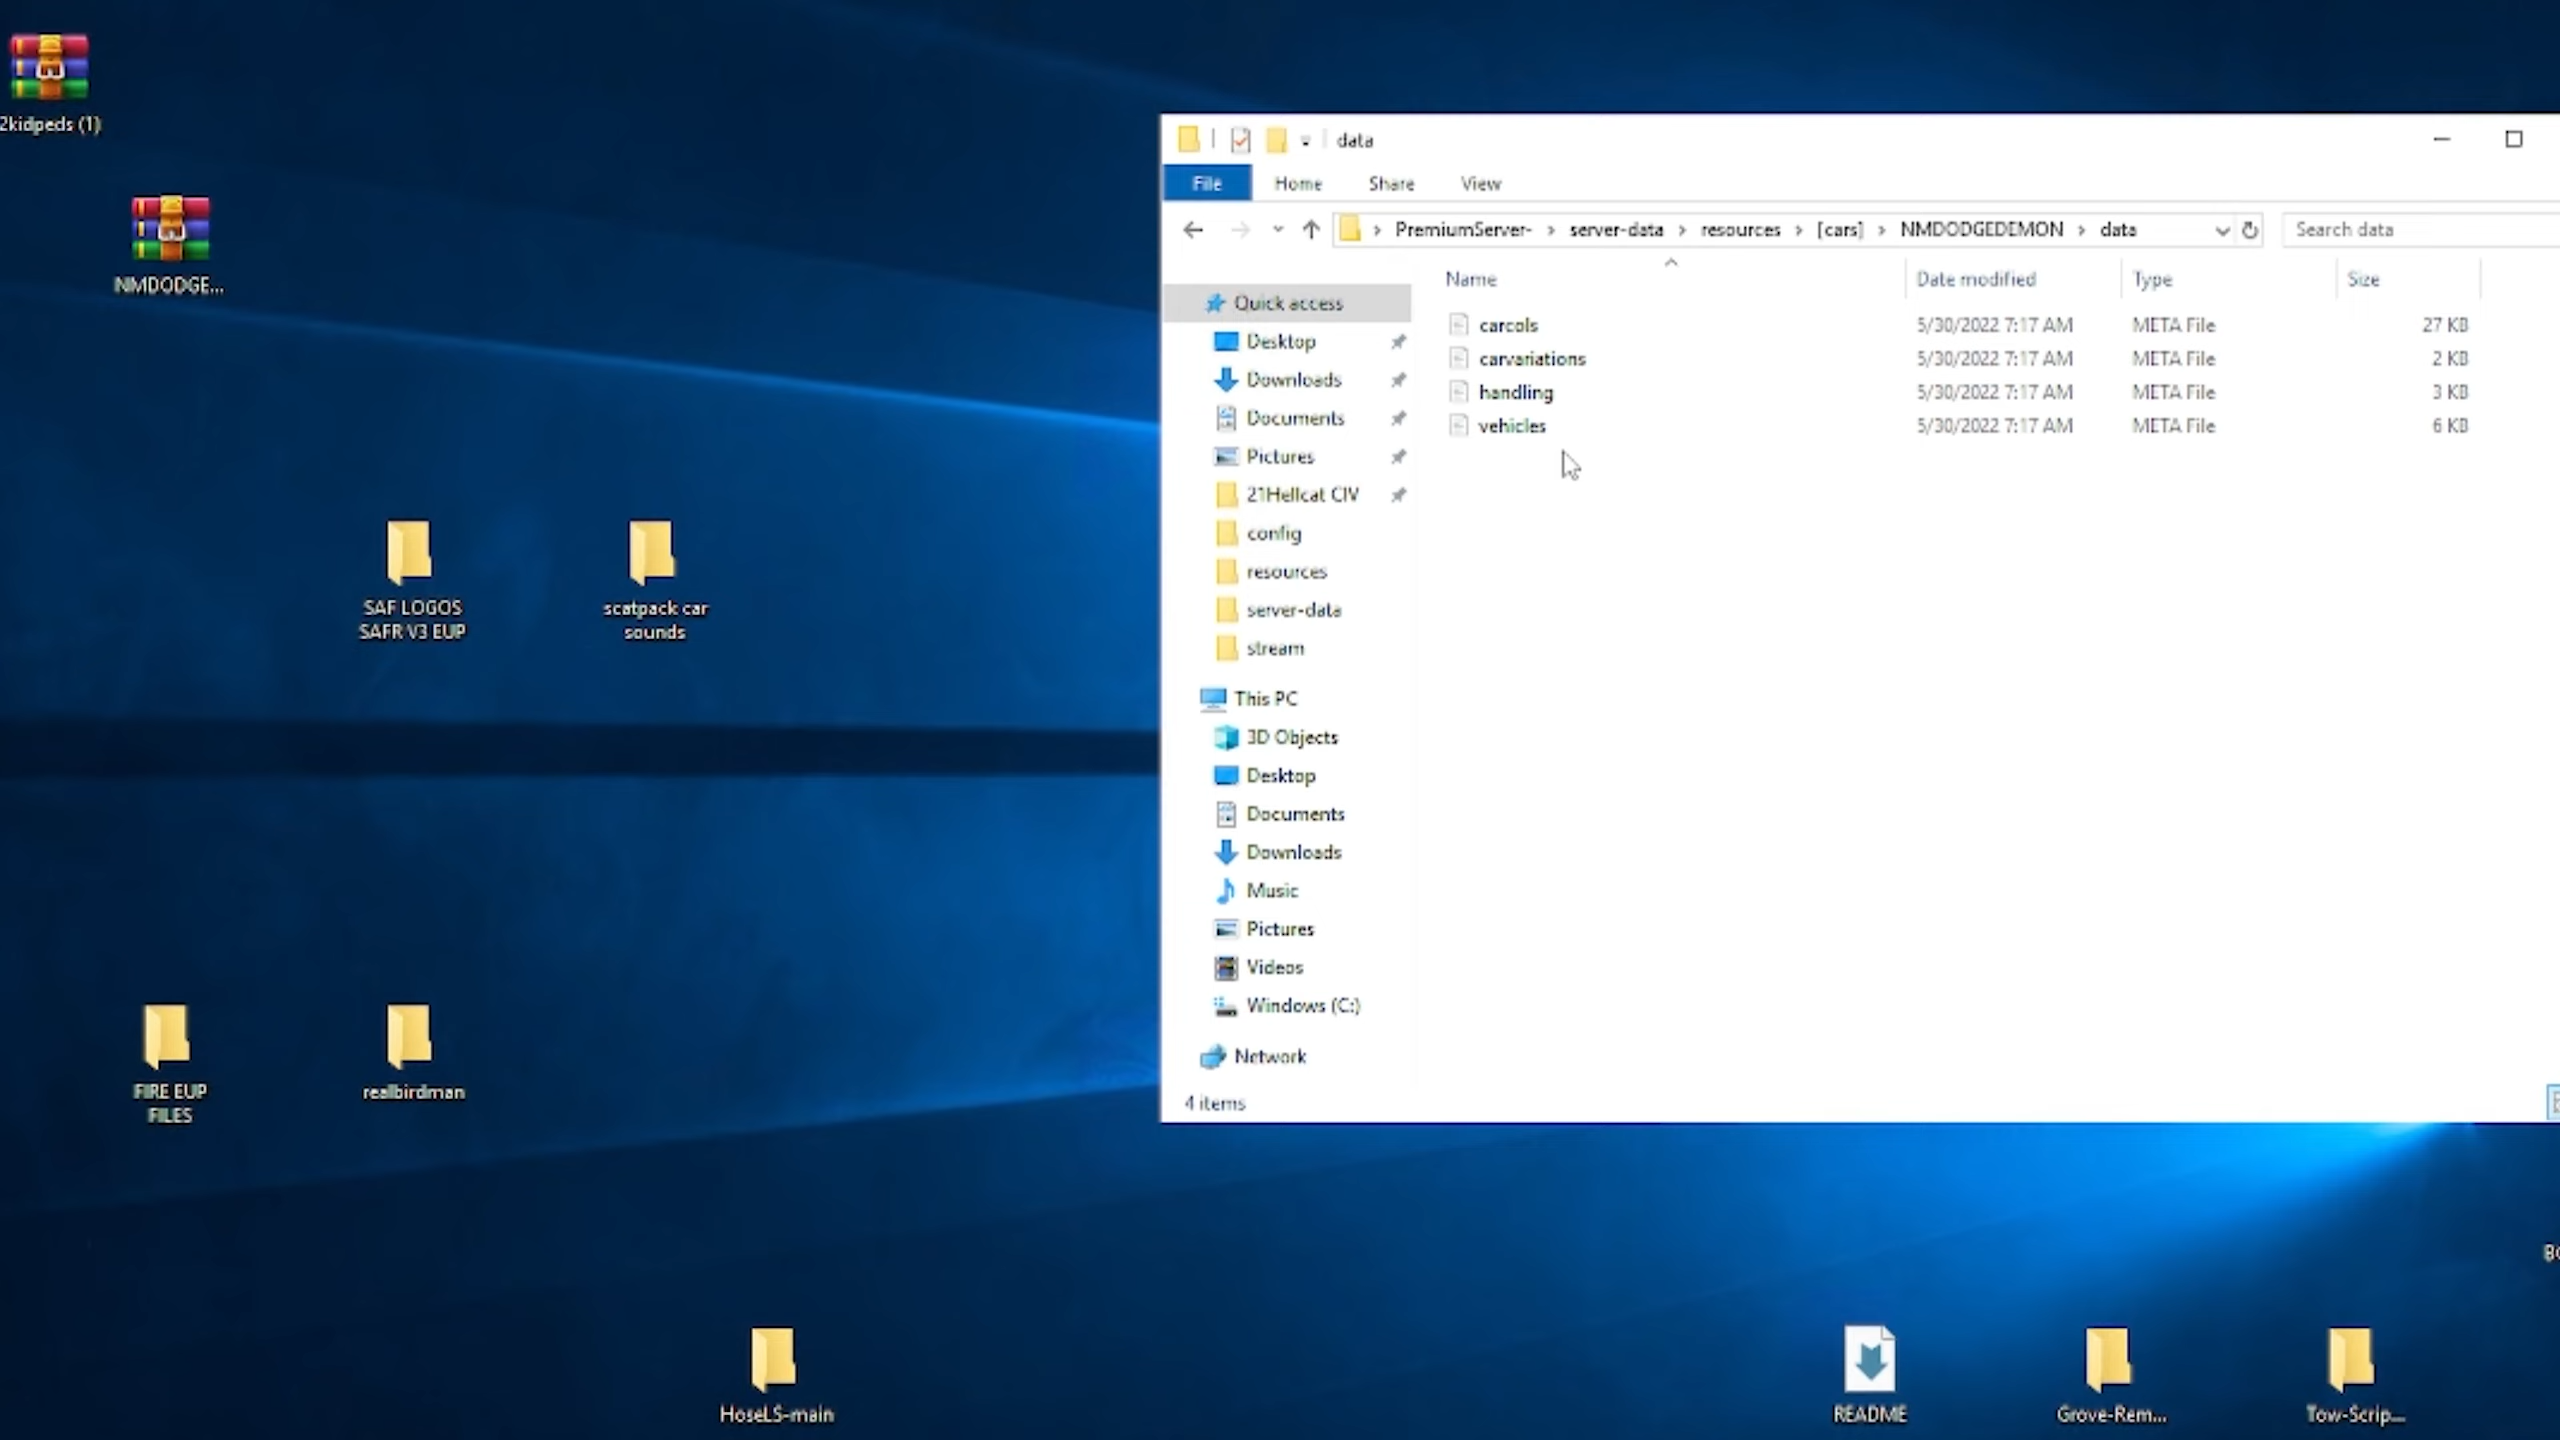 2kidpeds (1)
NMDODGE...
SAF LOGOS
SAFR V3 EUP
scatpack car
sounds
FIRE EUP
FILES
realbirdman
HoseLS-main
README
Grove-Rem...
Tow-Scrip...
data
File Home Share View
PremiumServer- › server-data › resources › [cars] › NMDODGEDEMON › data
Search data
Name Date modified Type Size
carcols 5/30/2022 7:17 AM META File 27 KB
carvariations 5/30/2022 7:17 AM META File 2 KB
handling 5/30/2022 7:17 AM META File 3 KB
vehicles 5/30/2022 7:17 AM META File 6 KB
Quick access
Desktop
Downloads
Documents
Pictures
21Hellcat CIV
config
resources
server-data
stream
This PC
3D Objects
Desktop
Documents
Downloads
Music
Pictures
Videos
Windows (C:)
Network
4 items